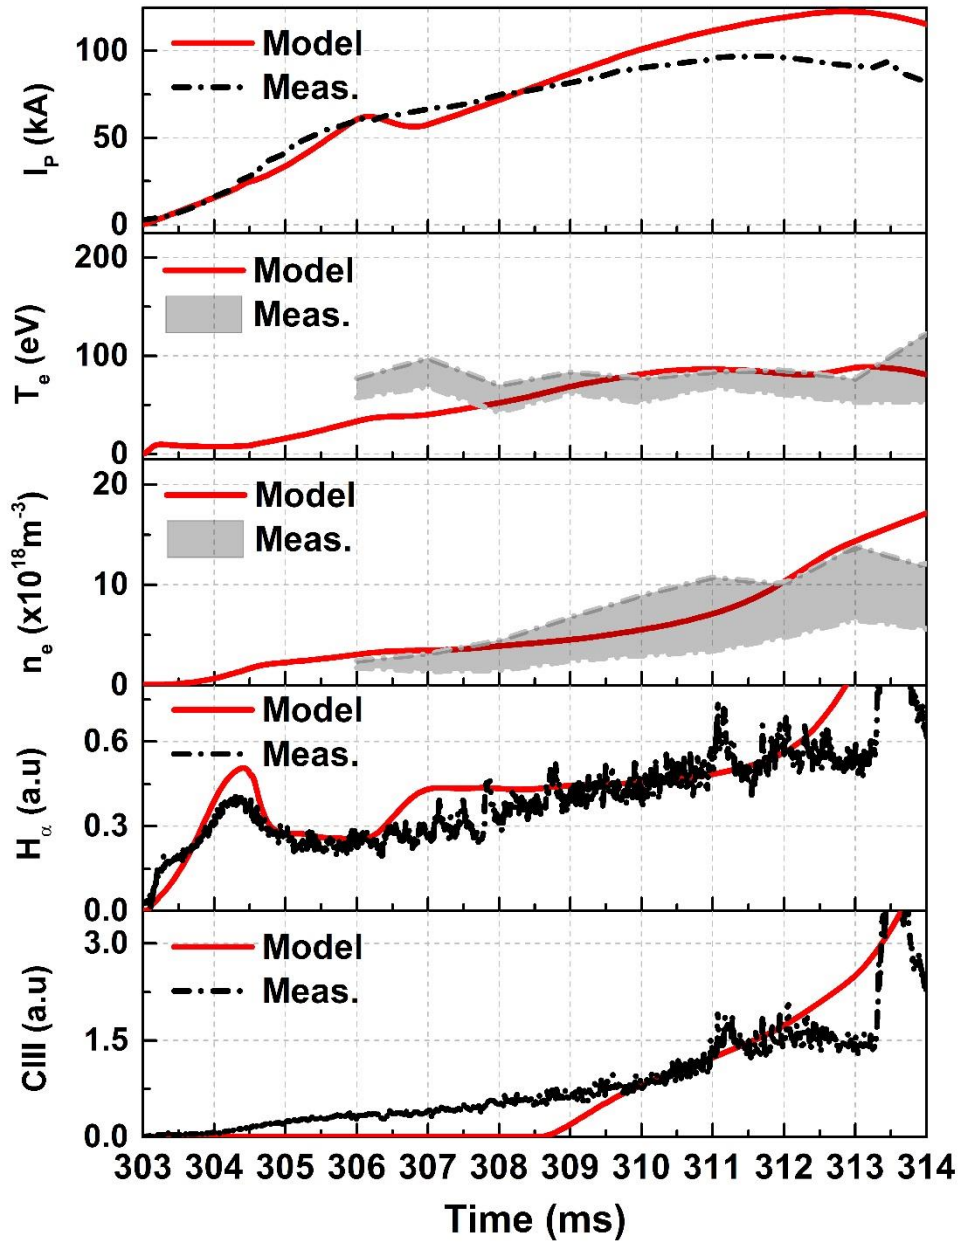 100
50
0
I_P (kA)
Model
Meas.
200
100
0
T_e (eV)
Model
Meas.
20
10
0
n_e (x10^18 m^-3)
Model
Meas.
0.6
0.3
0.0
H_α (a.u)
Model
Meas.
3.0
1.5
0.0
CIII (a.u)
Model
Meas.
303 304 305 306 307 308 309 310 311 312 313 314
Time (ms)